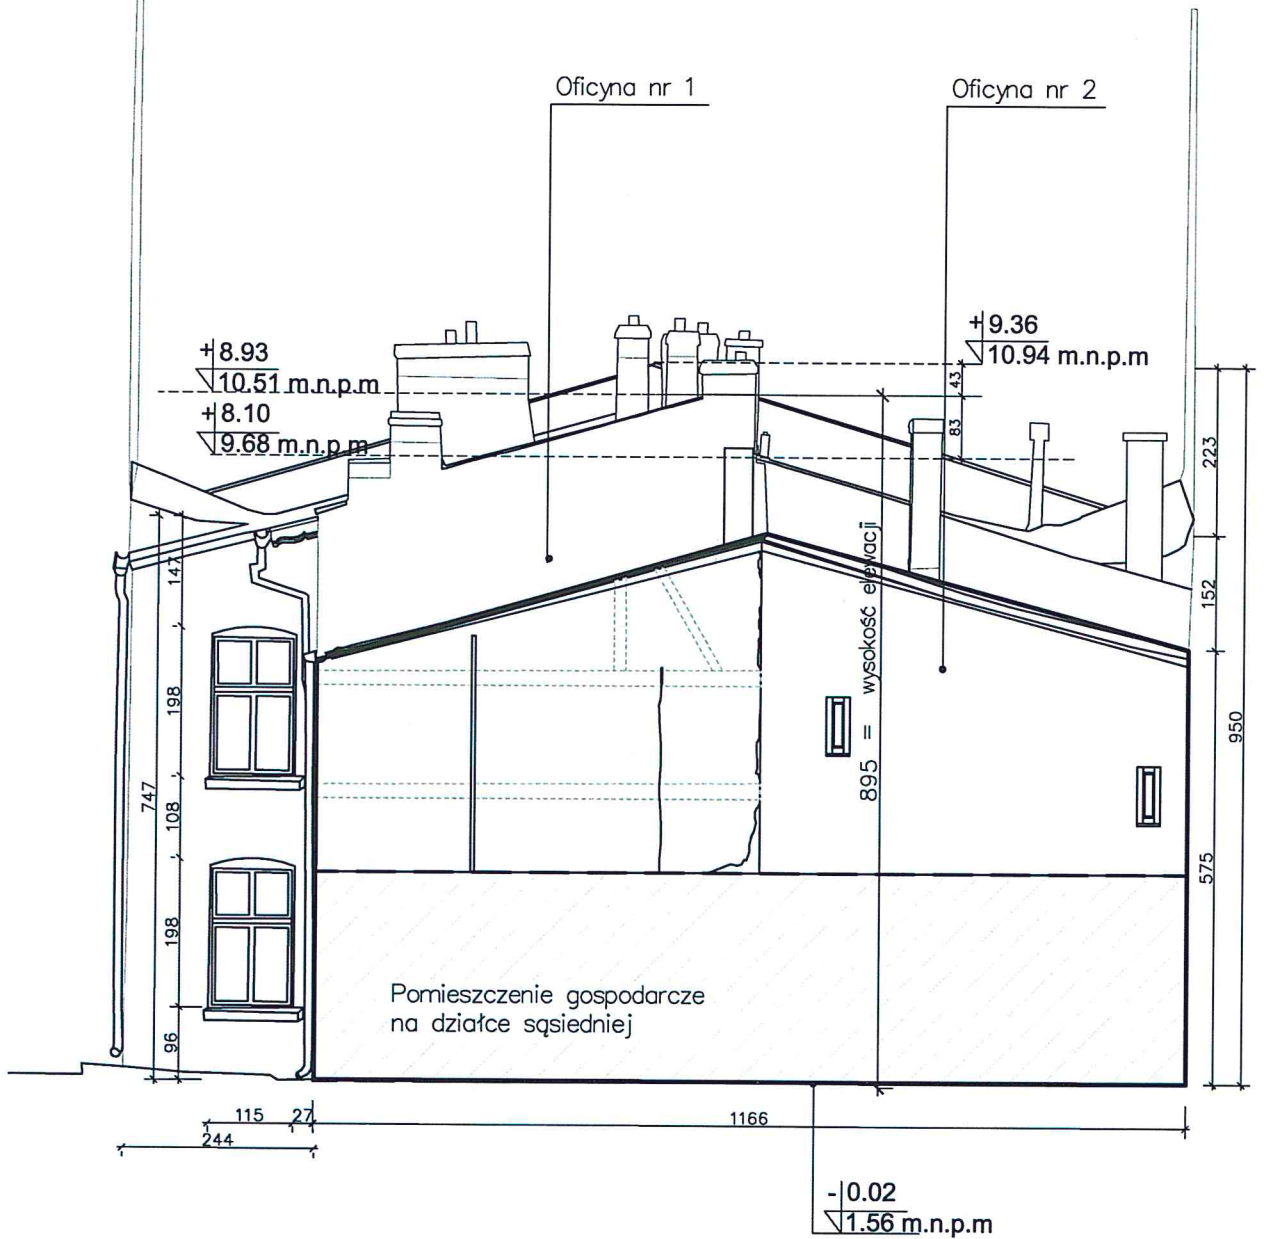 Oficyna nr 1
Oficyna nr 2
+8.93
10.51 m.n.p.m
+8.10
9.68 m.n.p.m
+9.36
10.94 m.n.p.m
43
83
223
152
950
575
147
198
747
108
198
96
895 = wysokość elewacji
Pomieszczenie gospodarcze
na działce sąsiedniej
115
27
244
1166
-0.02
1.56 m.n.p.m